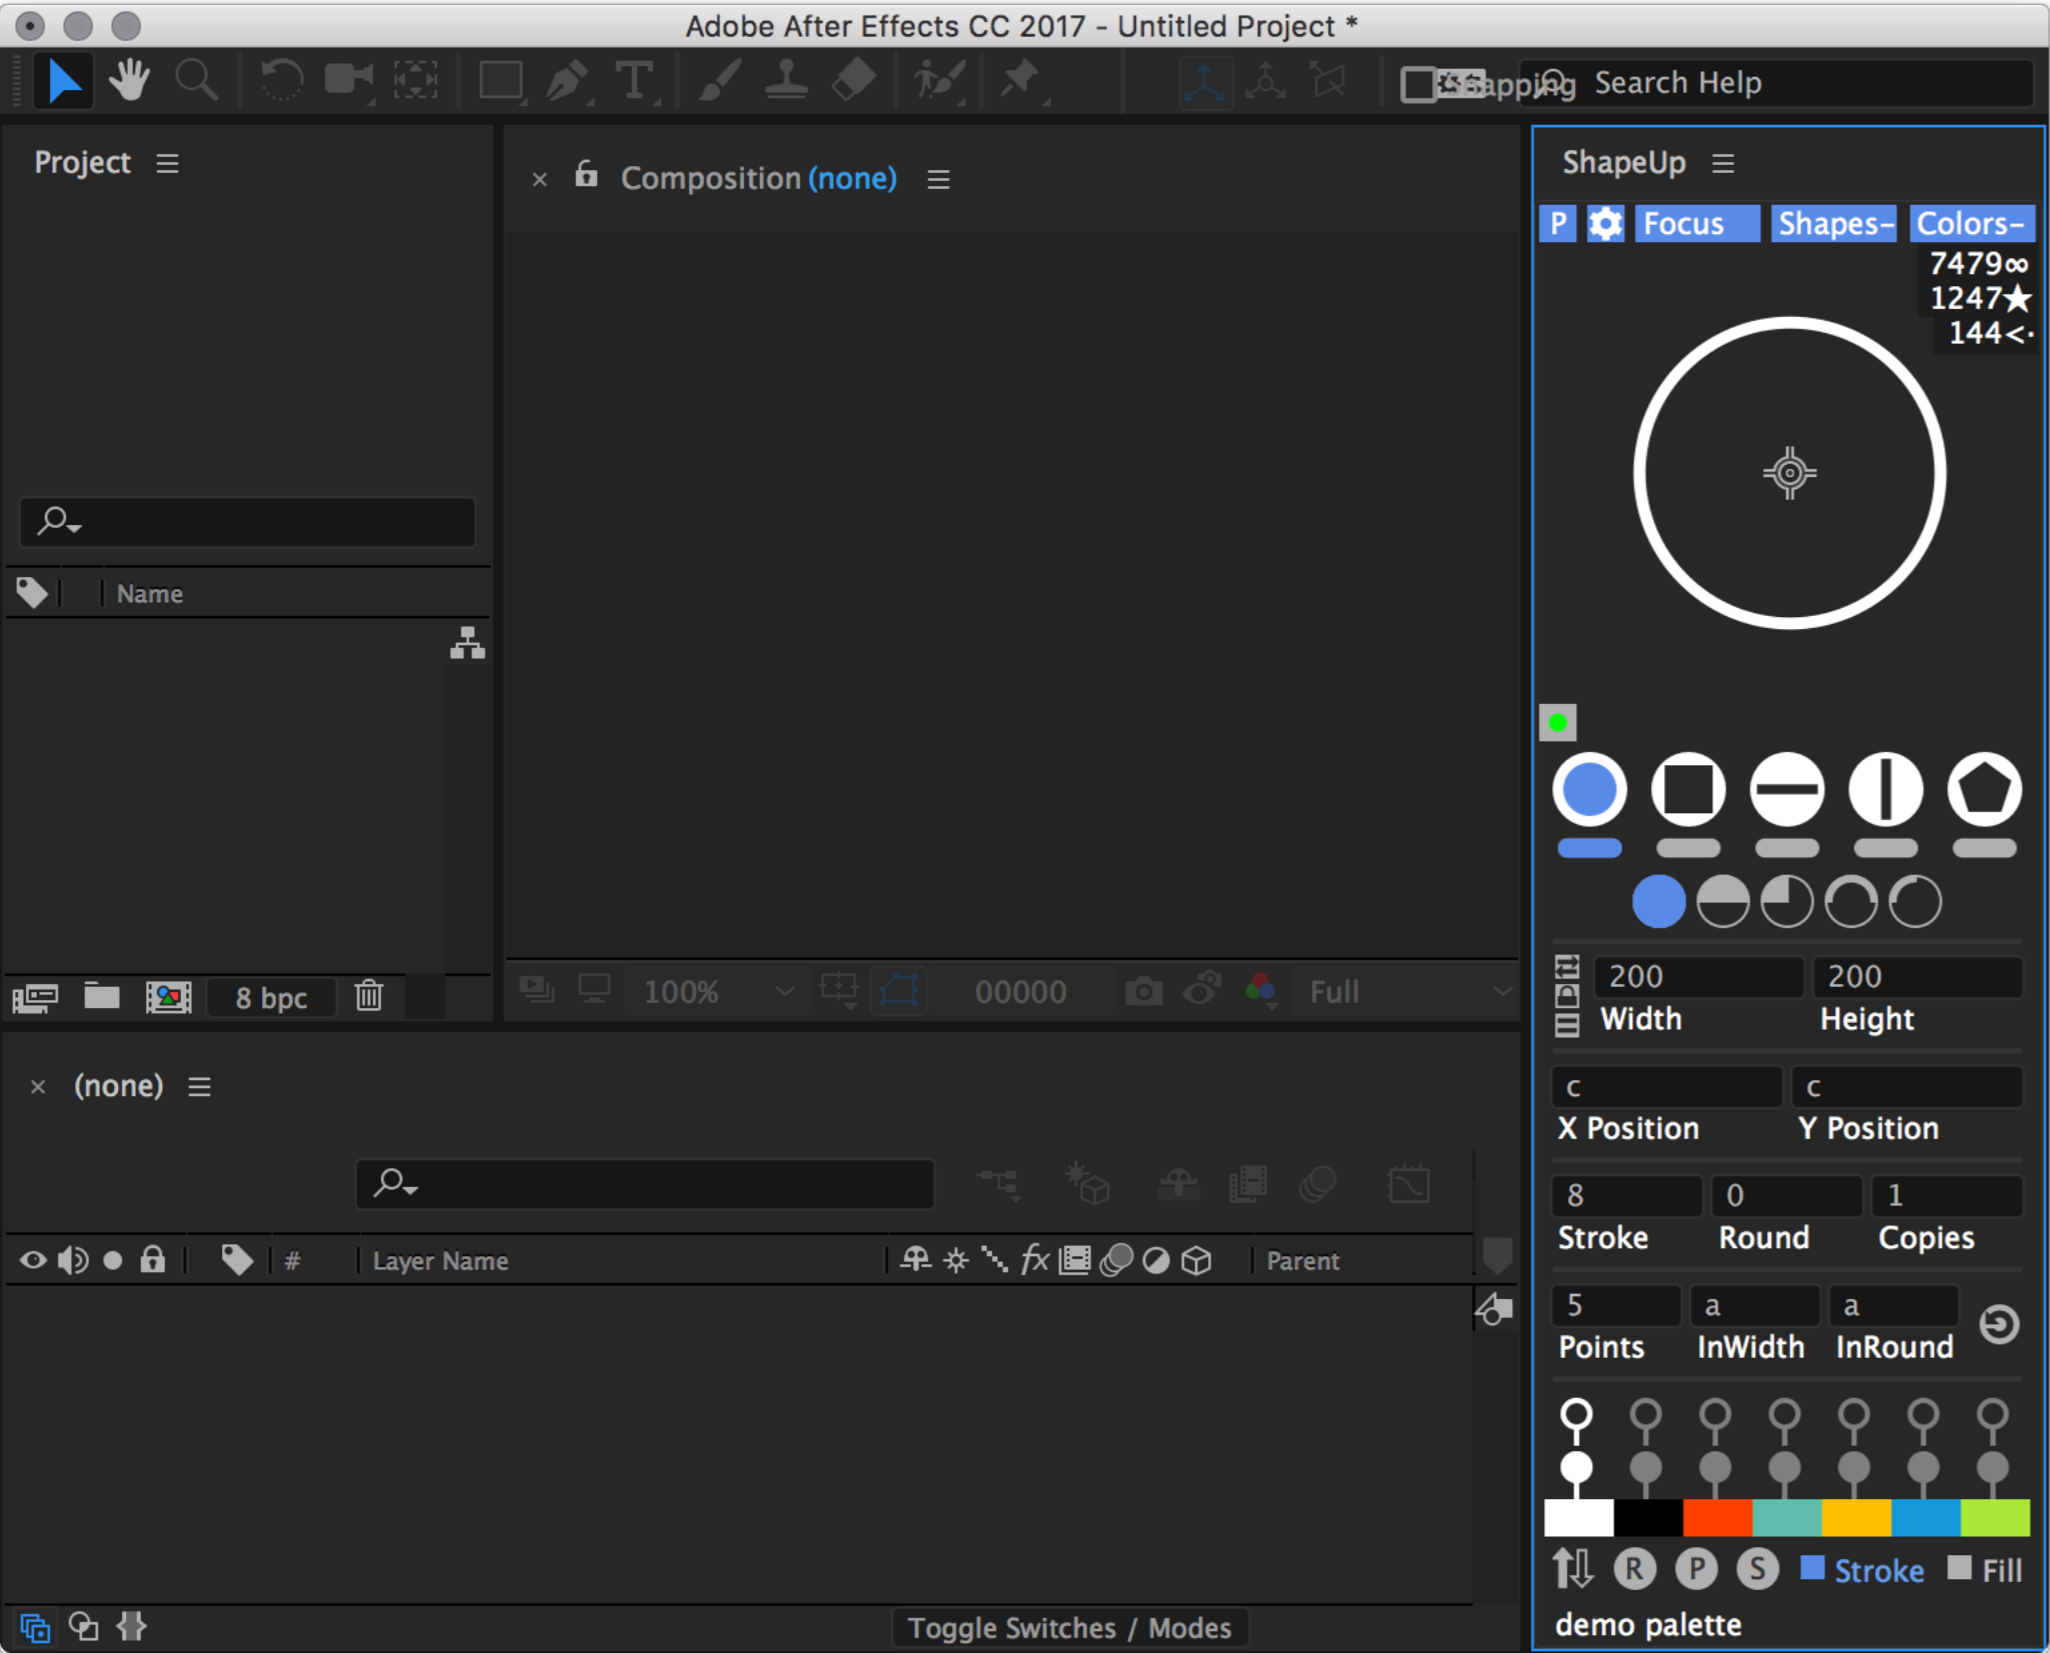 Adobe After Effects CC 2017 - Untitled Project *
T
Search Help
Project
Composition (none)
ShapeUp
P Focus Shapes- Colors-
7479∞
1247★
144<·
Name
8 bpc
100%
00000
Full
200 200
Width Height
(none)
c c
X Position Y Position
8 0 1
Stroke Round Copies
# Layer Name fx Parent
5 a a
Points InWidth InRound
R P S Stroke Fill
Toggle Switches / Modes
demo palette